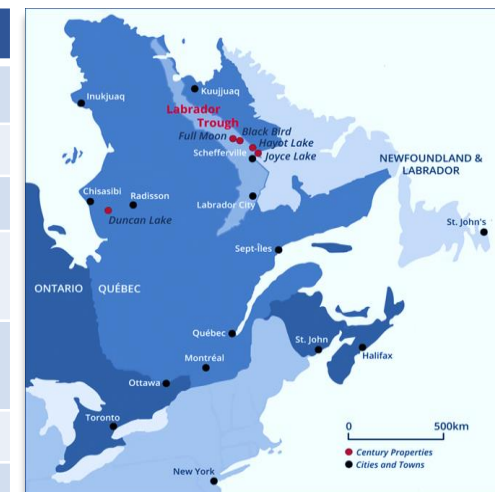 Kuujjuaq
Inukjuaq
Labrador
Trough
Black Bird
Full Moon
Hayot Lake
Schefferville
Joyce Lake
NEWFOUNDLAND &
LABRADOR
Chisasibi
Radisson
Labrador City
Duncan Lake
St. John's
Sept-Îles
ONTARIO
QUÉBEC
Québec
St. John
Montréal
Halifax
Ottawa
Toronto
0
500km
Century Properties
Cities and Towns
New York